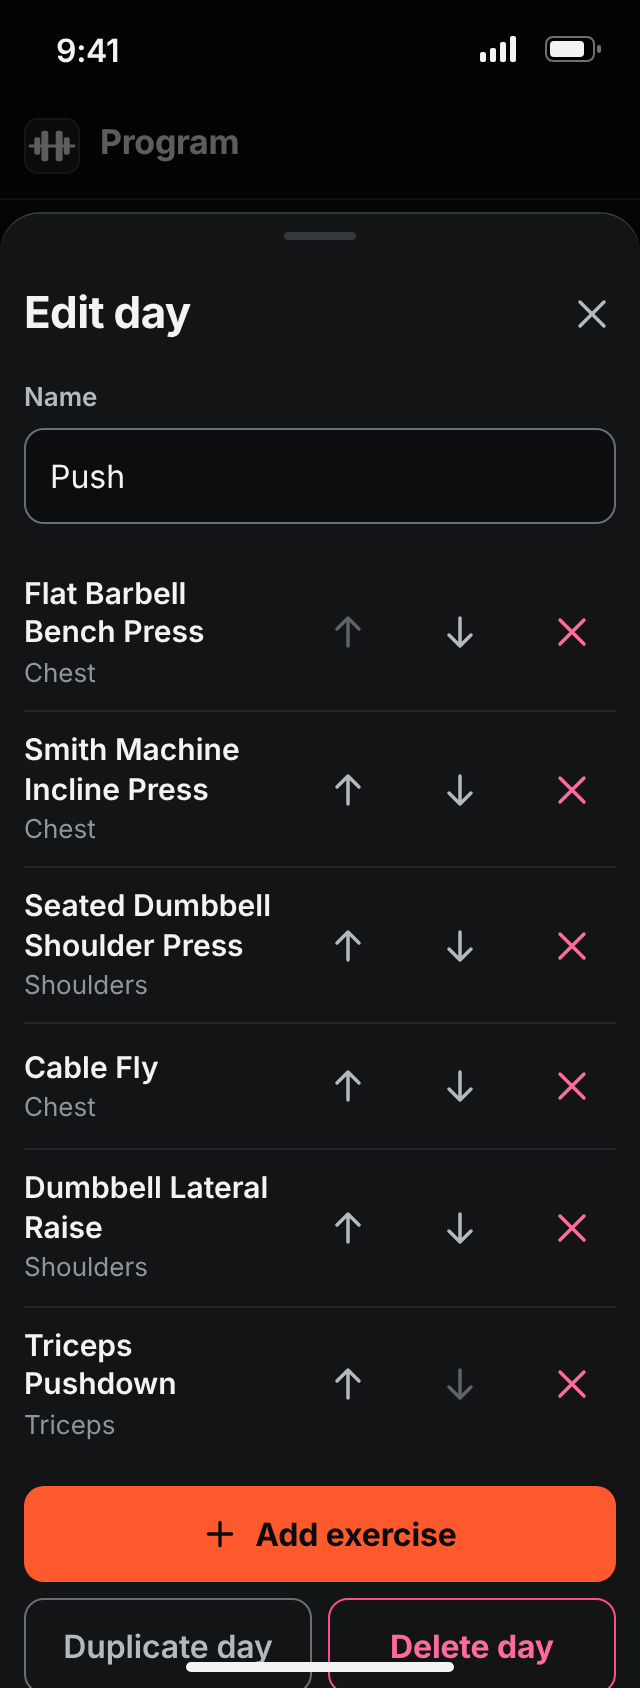 9:41
Program
Edit day
Name
Push
Flat Barbell
Bench Press
Chest
Smith Machine
Incline Press
Chest
Seated Dumbbell
Shoulder Press
Shoulders
Cable Fly
Chest
Dumbbell Lateral
Raise
Shoulders
Triceps
Pushdown
Triceps
Add exercise
Duplicate day
Delete day